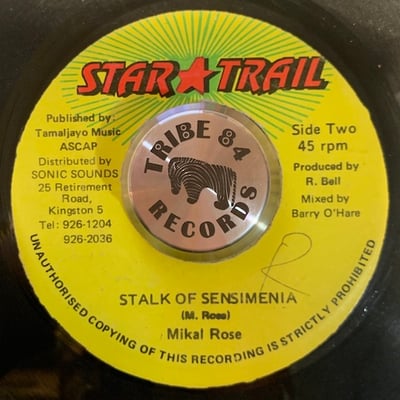 STAR TRAIL
Published by:
Tamaljayo Music
ASCAP
Distributed by
SONIC SOUNDS
25 Retirement
Road,
Kingston 5
Tel: 926-1204
926-2036
TRIBE 84
RECORDS
Side Two
45 rpm
Produced by
R. Bell
Mixed by
Barry O'Hare
R
STALK OF SENSIMENIA
(M. Rose)
Mikal Rose
UNAUTHORISED COPYING OF THIS RECORDING IS STRICTLY PROHIBITED